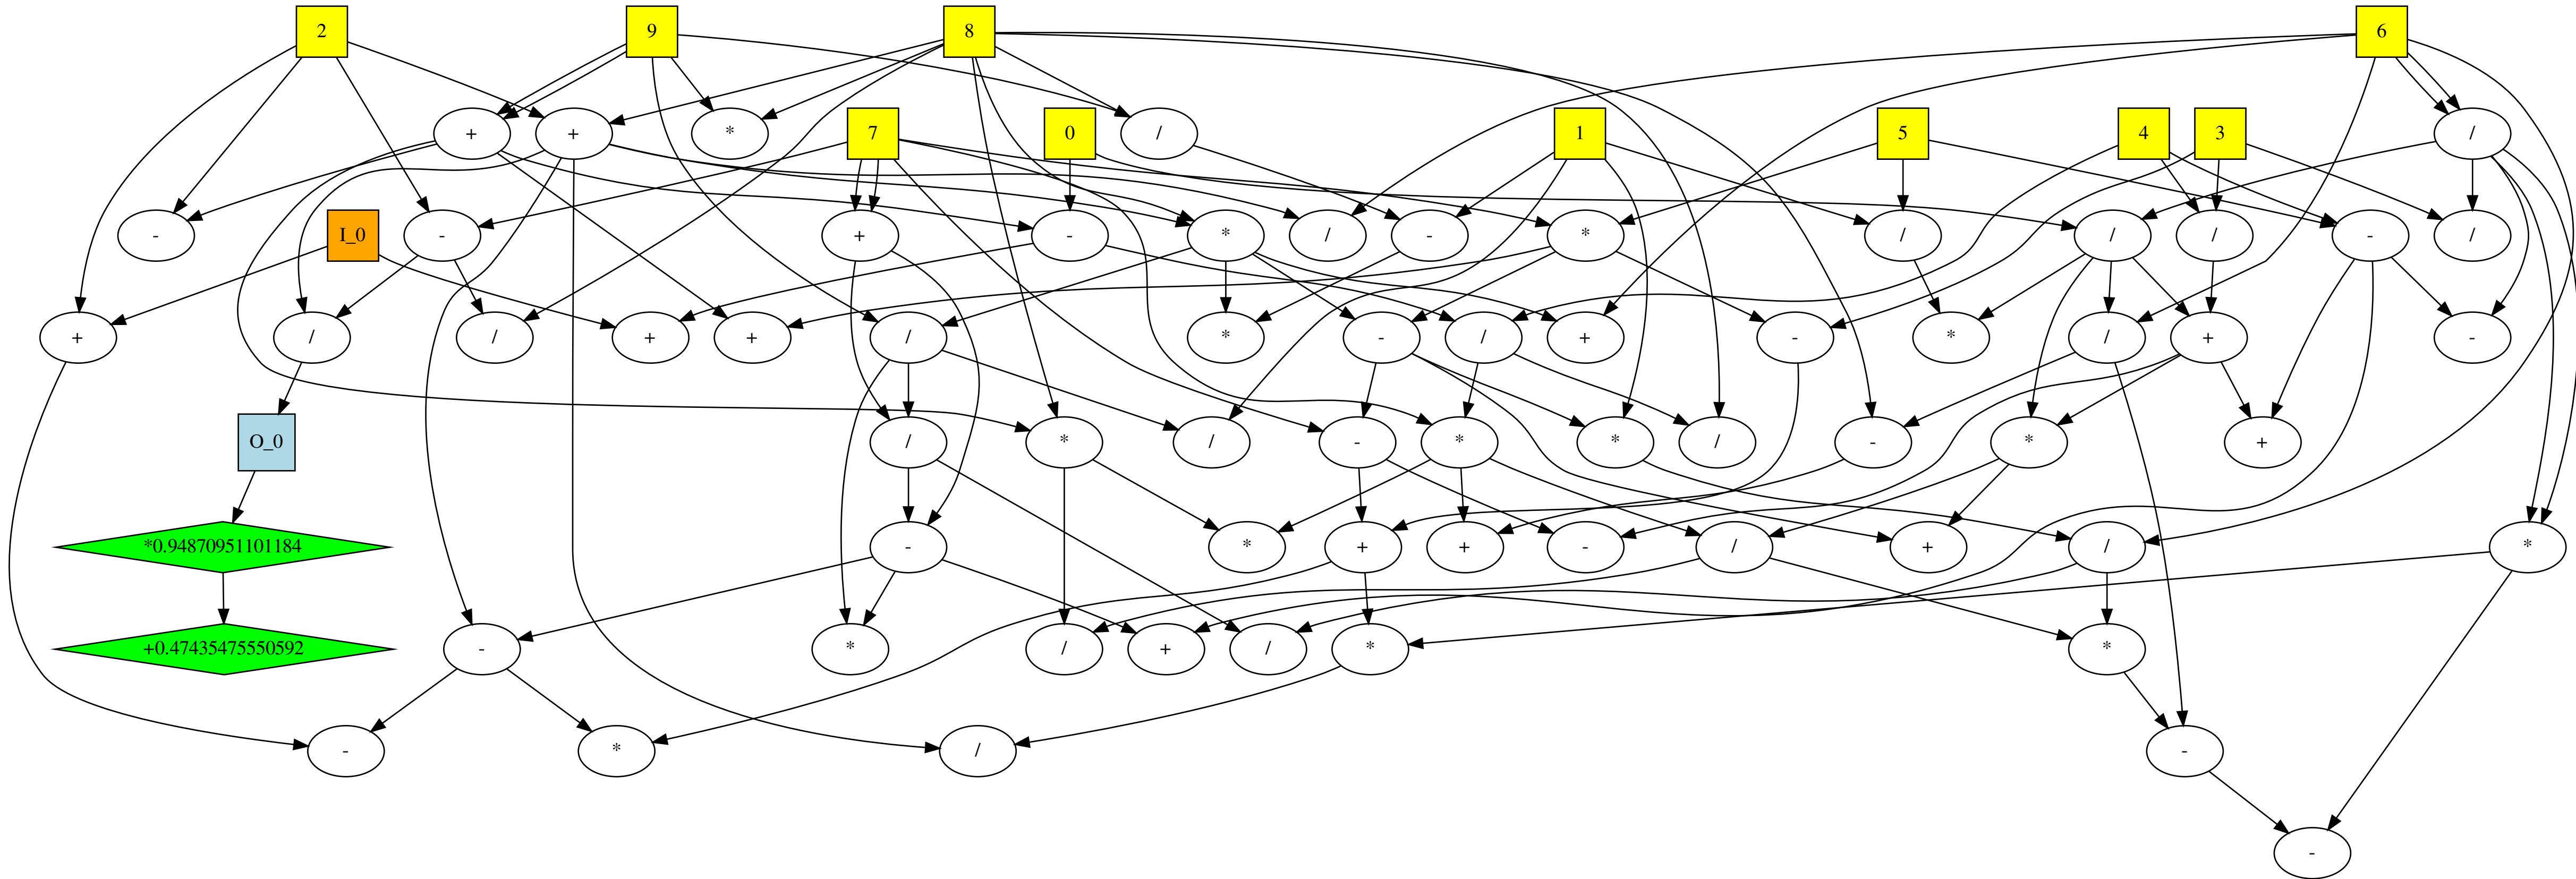 2 9 8 6
+ + * 7 0 / 1 5 4 3 /
- I_0 - + - * / - * / / / - /
+ / / + + / * - / + - * / + -
O_0 / * / - * * / - * +
*0.94870951101184 - * + + - / + / *
+0.47435475550592 - * / + / * *
- * / -
-